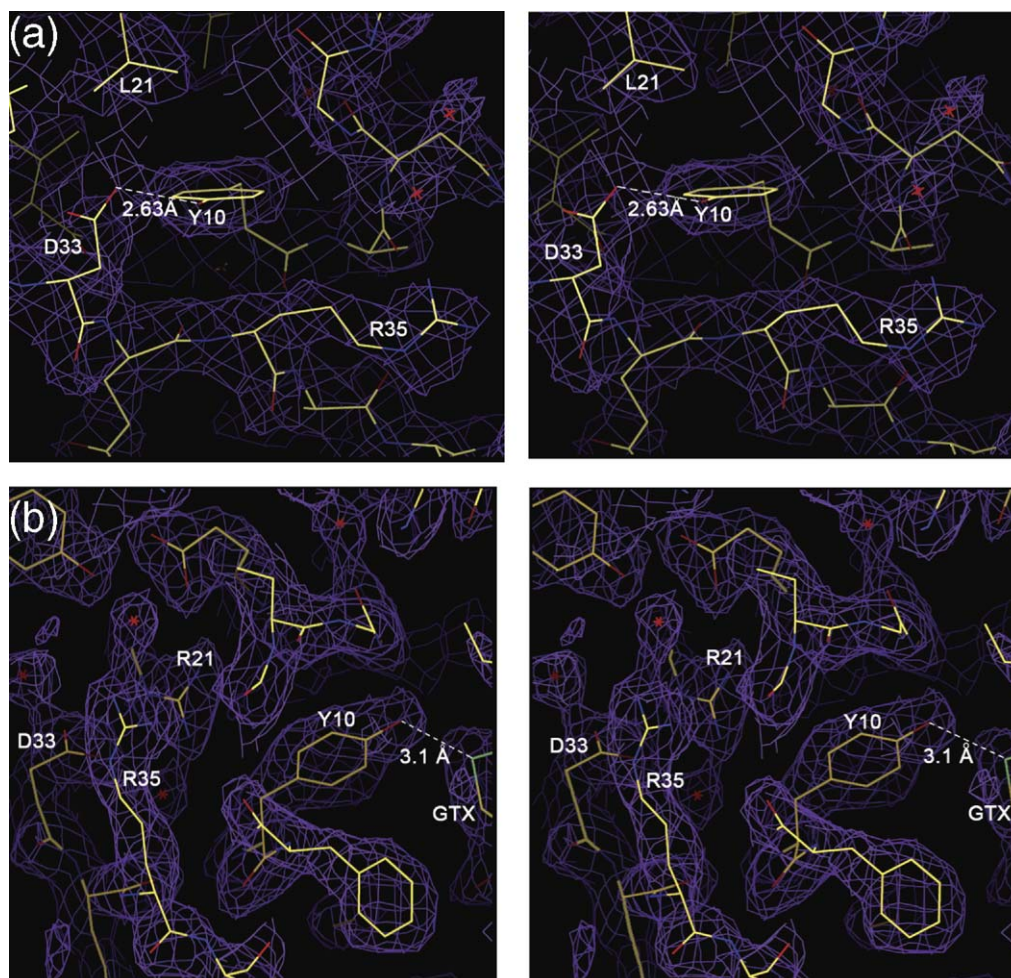 (a)
L21
L21
2.63Å
Y10
2.63Å
Y10
D33
D33
R35
R35
(b)
R21
R21
Y10
Y10
D33
D33
3.1 Å
3.1 Å
R35
R35
GTX
GTX